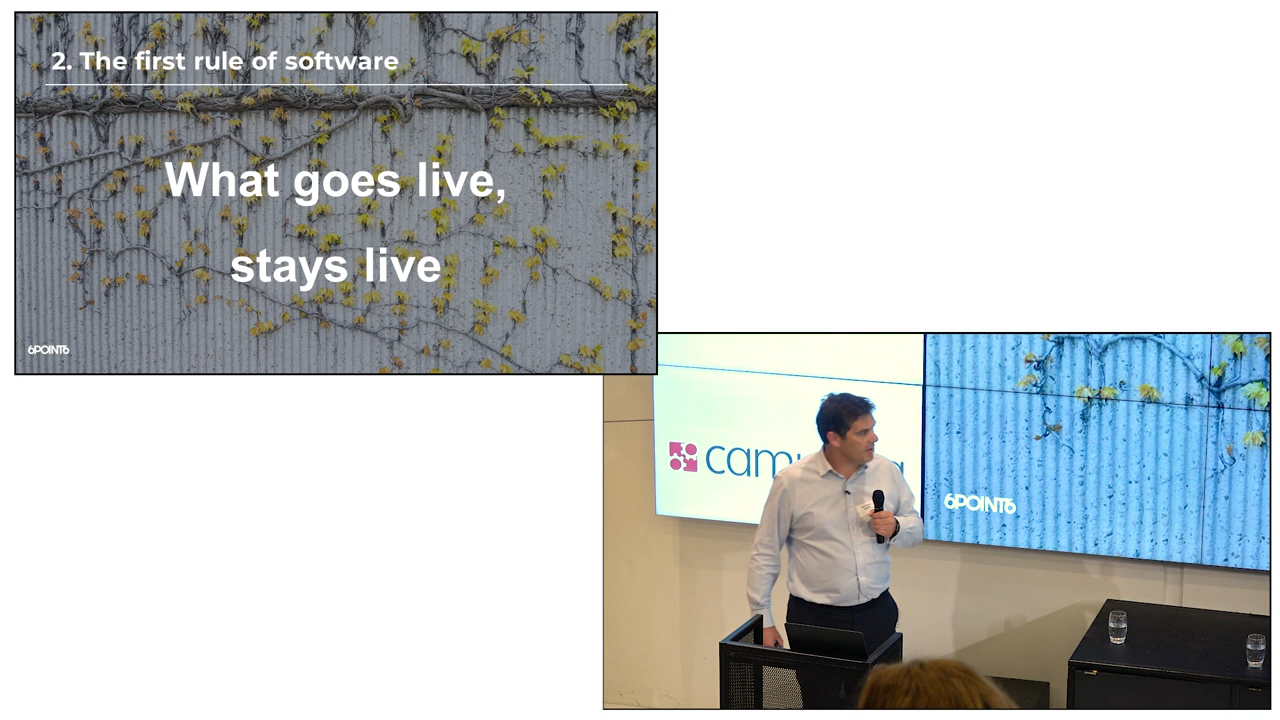 2. The first rule of software
What goes live,
stays live
6POINT6
6POINT6